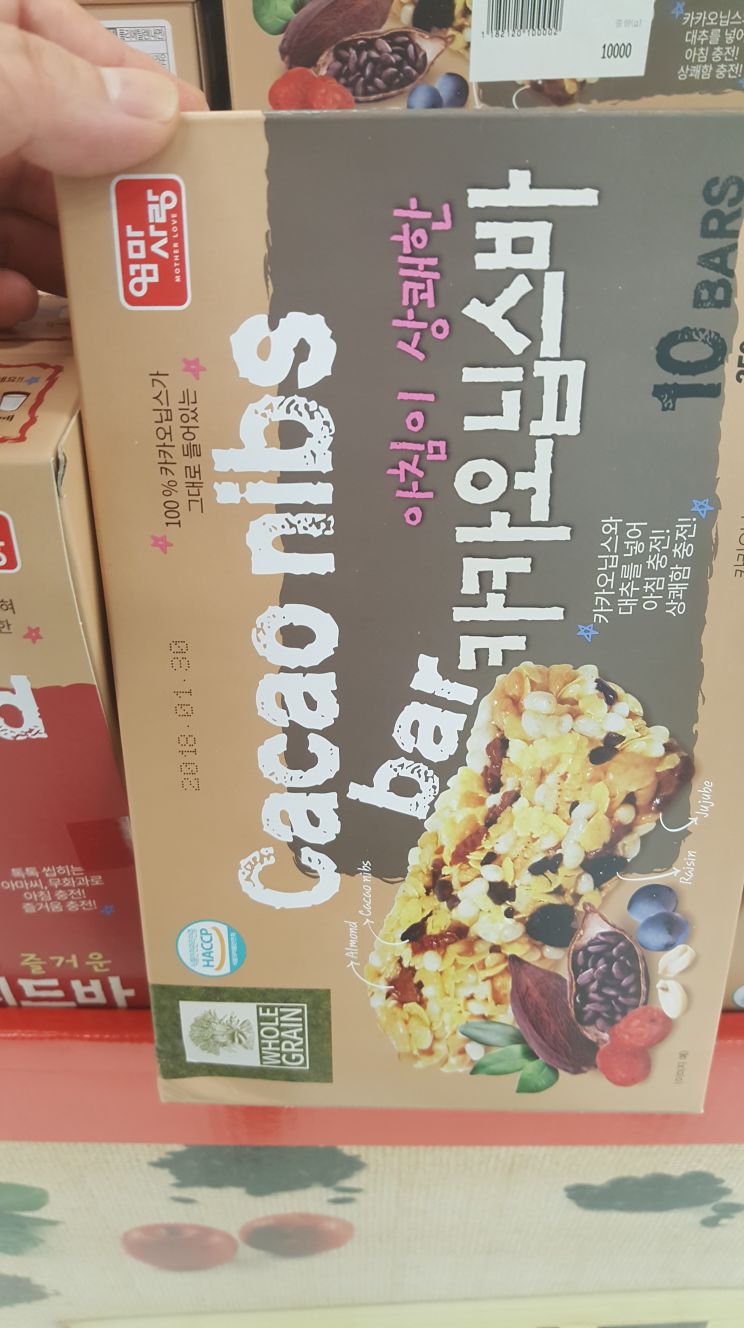 182120 100002
10000
카카오닙스
대추를 넣어
아침 충전!
상쾌함 충전!
엄마
사랑
MOTHER LOVE
100 % 카카오닙스가
그대로 들어있는
Cacao nibs
bar
아침이 상쾌한
카카오닙스바
10 BARS
카카오닙스와
대추를 넣어
아침 충전!
상쾌함 충전!
2018.01.30
Almond
Cacao nibs
Raisin
Jujube
HACCP
WHOLE
GRAIN
톡톡 씹히는
아마씨, 무화과로
아침 충전!
즐거움 충전!
즐거운
드바